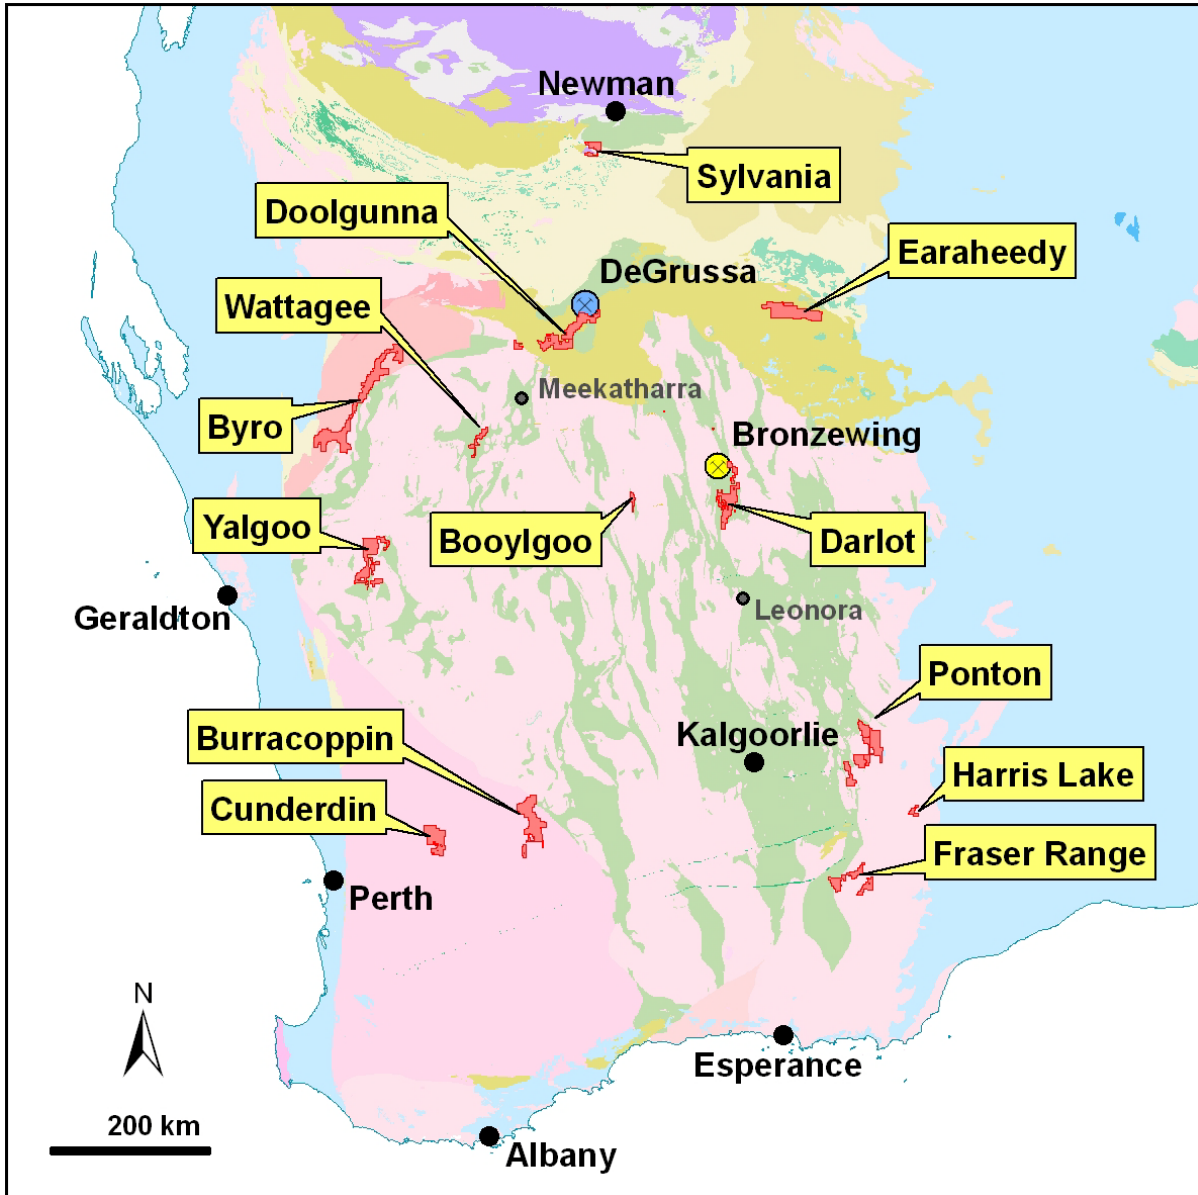 Newman
Sylvania
Doolgunna
Earaheedy
DeGrussa
Wattagee
Meekatharra
Byro
Bronzewing
Yalgoo
Booylgoo
Darlot
Geraldton
Leonora
Ponton
Burracoppin
Kalgoorlie
Harris Lake
Cunderdin
Fraser Range
Perth
N
Esperance
200 km
Albany